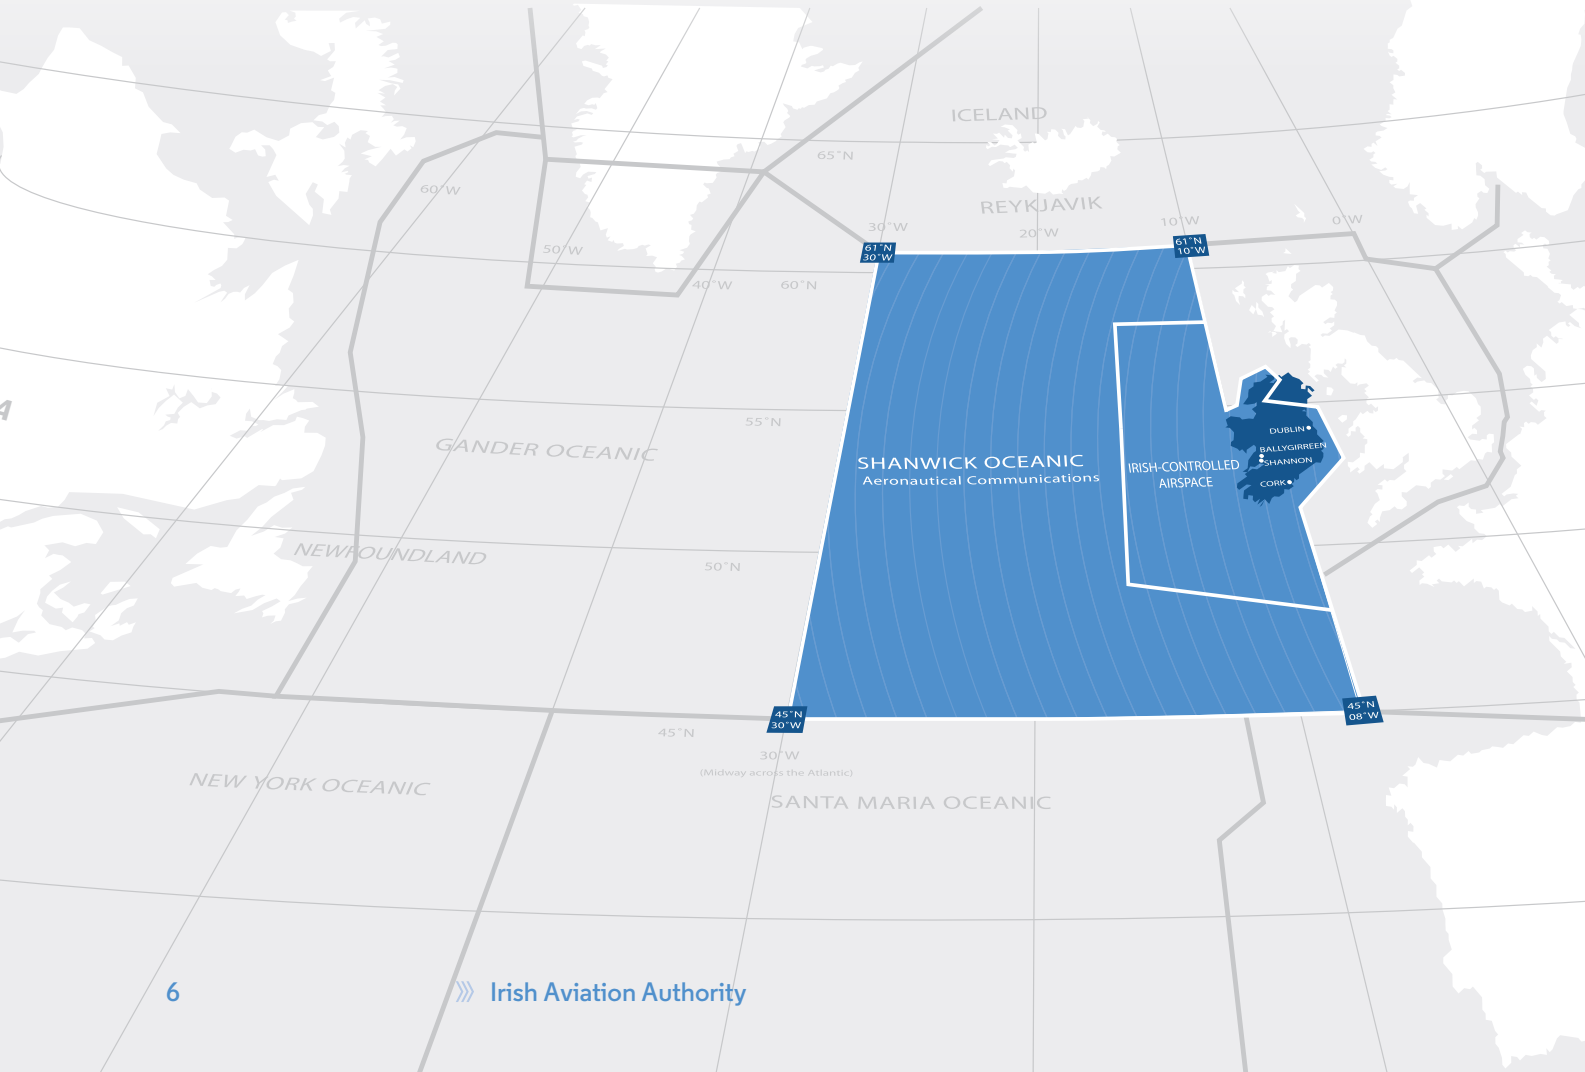 ICELAND
65°N
60°W
REYKJAVIK
30°W
20°W
10°W
0°W
50°W
61°N
30°W
61°N
10°W
40°W
60°N
55°N
GANDER OCEANIC
SHANWICK OCEANIC
Aeronautical Communications
IRISH-CONTROLLED
AIRSPACE
DUBLIN
BALLYGIRREEN
SHANNON
CORK
NEWFOUNDLAND
50°N
45°N
30°W
45°N
08°W
45°N
30°W
(Midway across the Atlantic)
NEW YORK OCEANIC
SANTA MARIA OCEANIC
6
Irish Aviation Authority